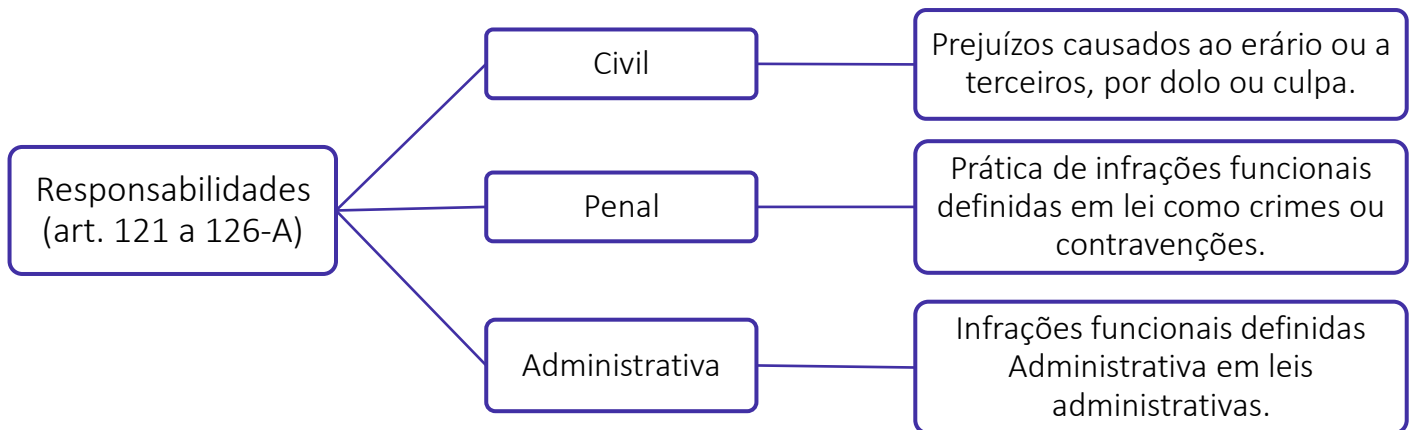 Responsabilidades
(art. 121 a 126-A)
Civil
Prejuízos causados ao erário ou a
terceiros, por dolo ou culpa.
Penal
Prática de infrações funcionais
definidas em lei como crimes ou
contravenções.
Administrativa
Infrações funcionais definidas
Administrativa em leis
administrativas.